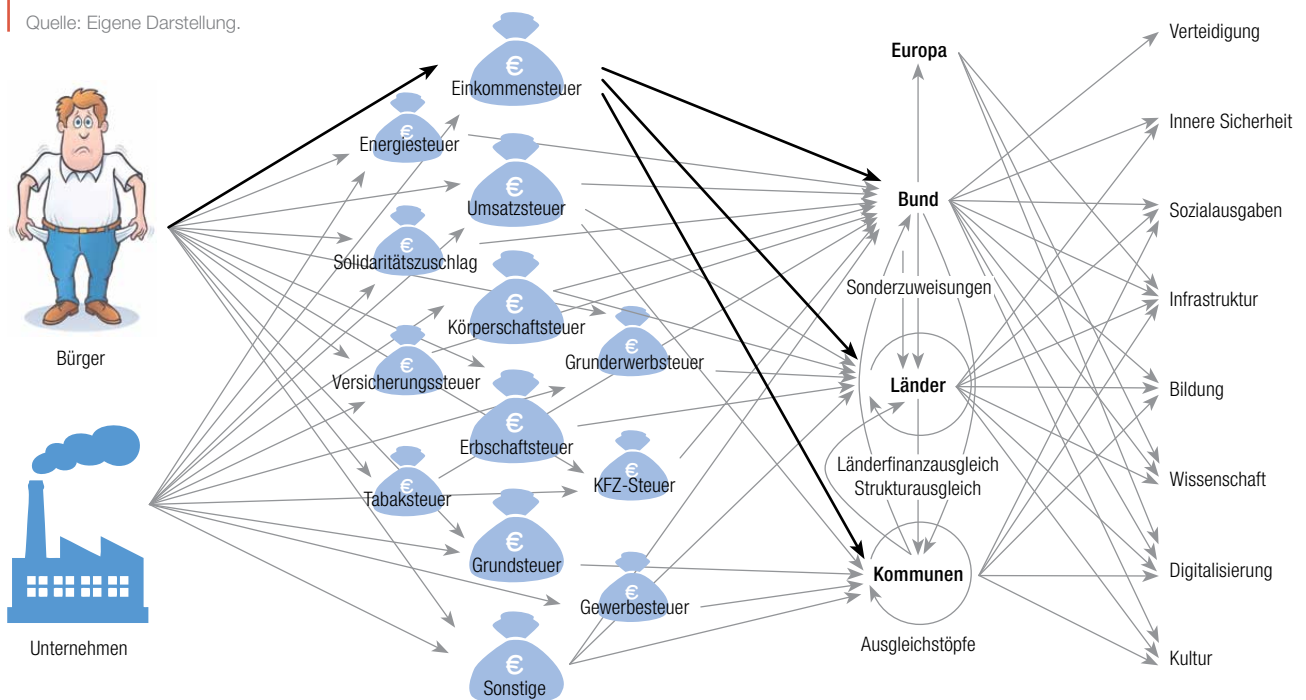 Quelle: Eigene Darstellung.
Bürger
Unternehmen
€
Einkommensteuer
€
Energiesteuer
€
Umsatzsteuer
€
Solidaritätszuschlag
€
Körperschaftsteuer
€
Grunderwerbsteuer
€
Versicherungssteuer
€
Erbschaftsteuer
€
KFZ-Steuer
€
Tabaksteuer
€
Grundsteuer
€
Gewerbesteuer
€
Sonstige
Europa
Bund
Sonderzuweisungen
Länder
Länderfinanzausgleich
Strukturausgleich
Kommunen
Ausgleichstöpfe
Verteidigung
Innere Sicherheit
Sozialausgaben
Infrastruktur
Bildung
Wissenschaft
Digitalisierung
Kultur